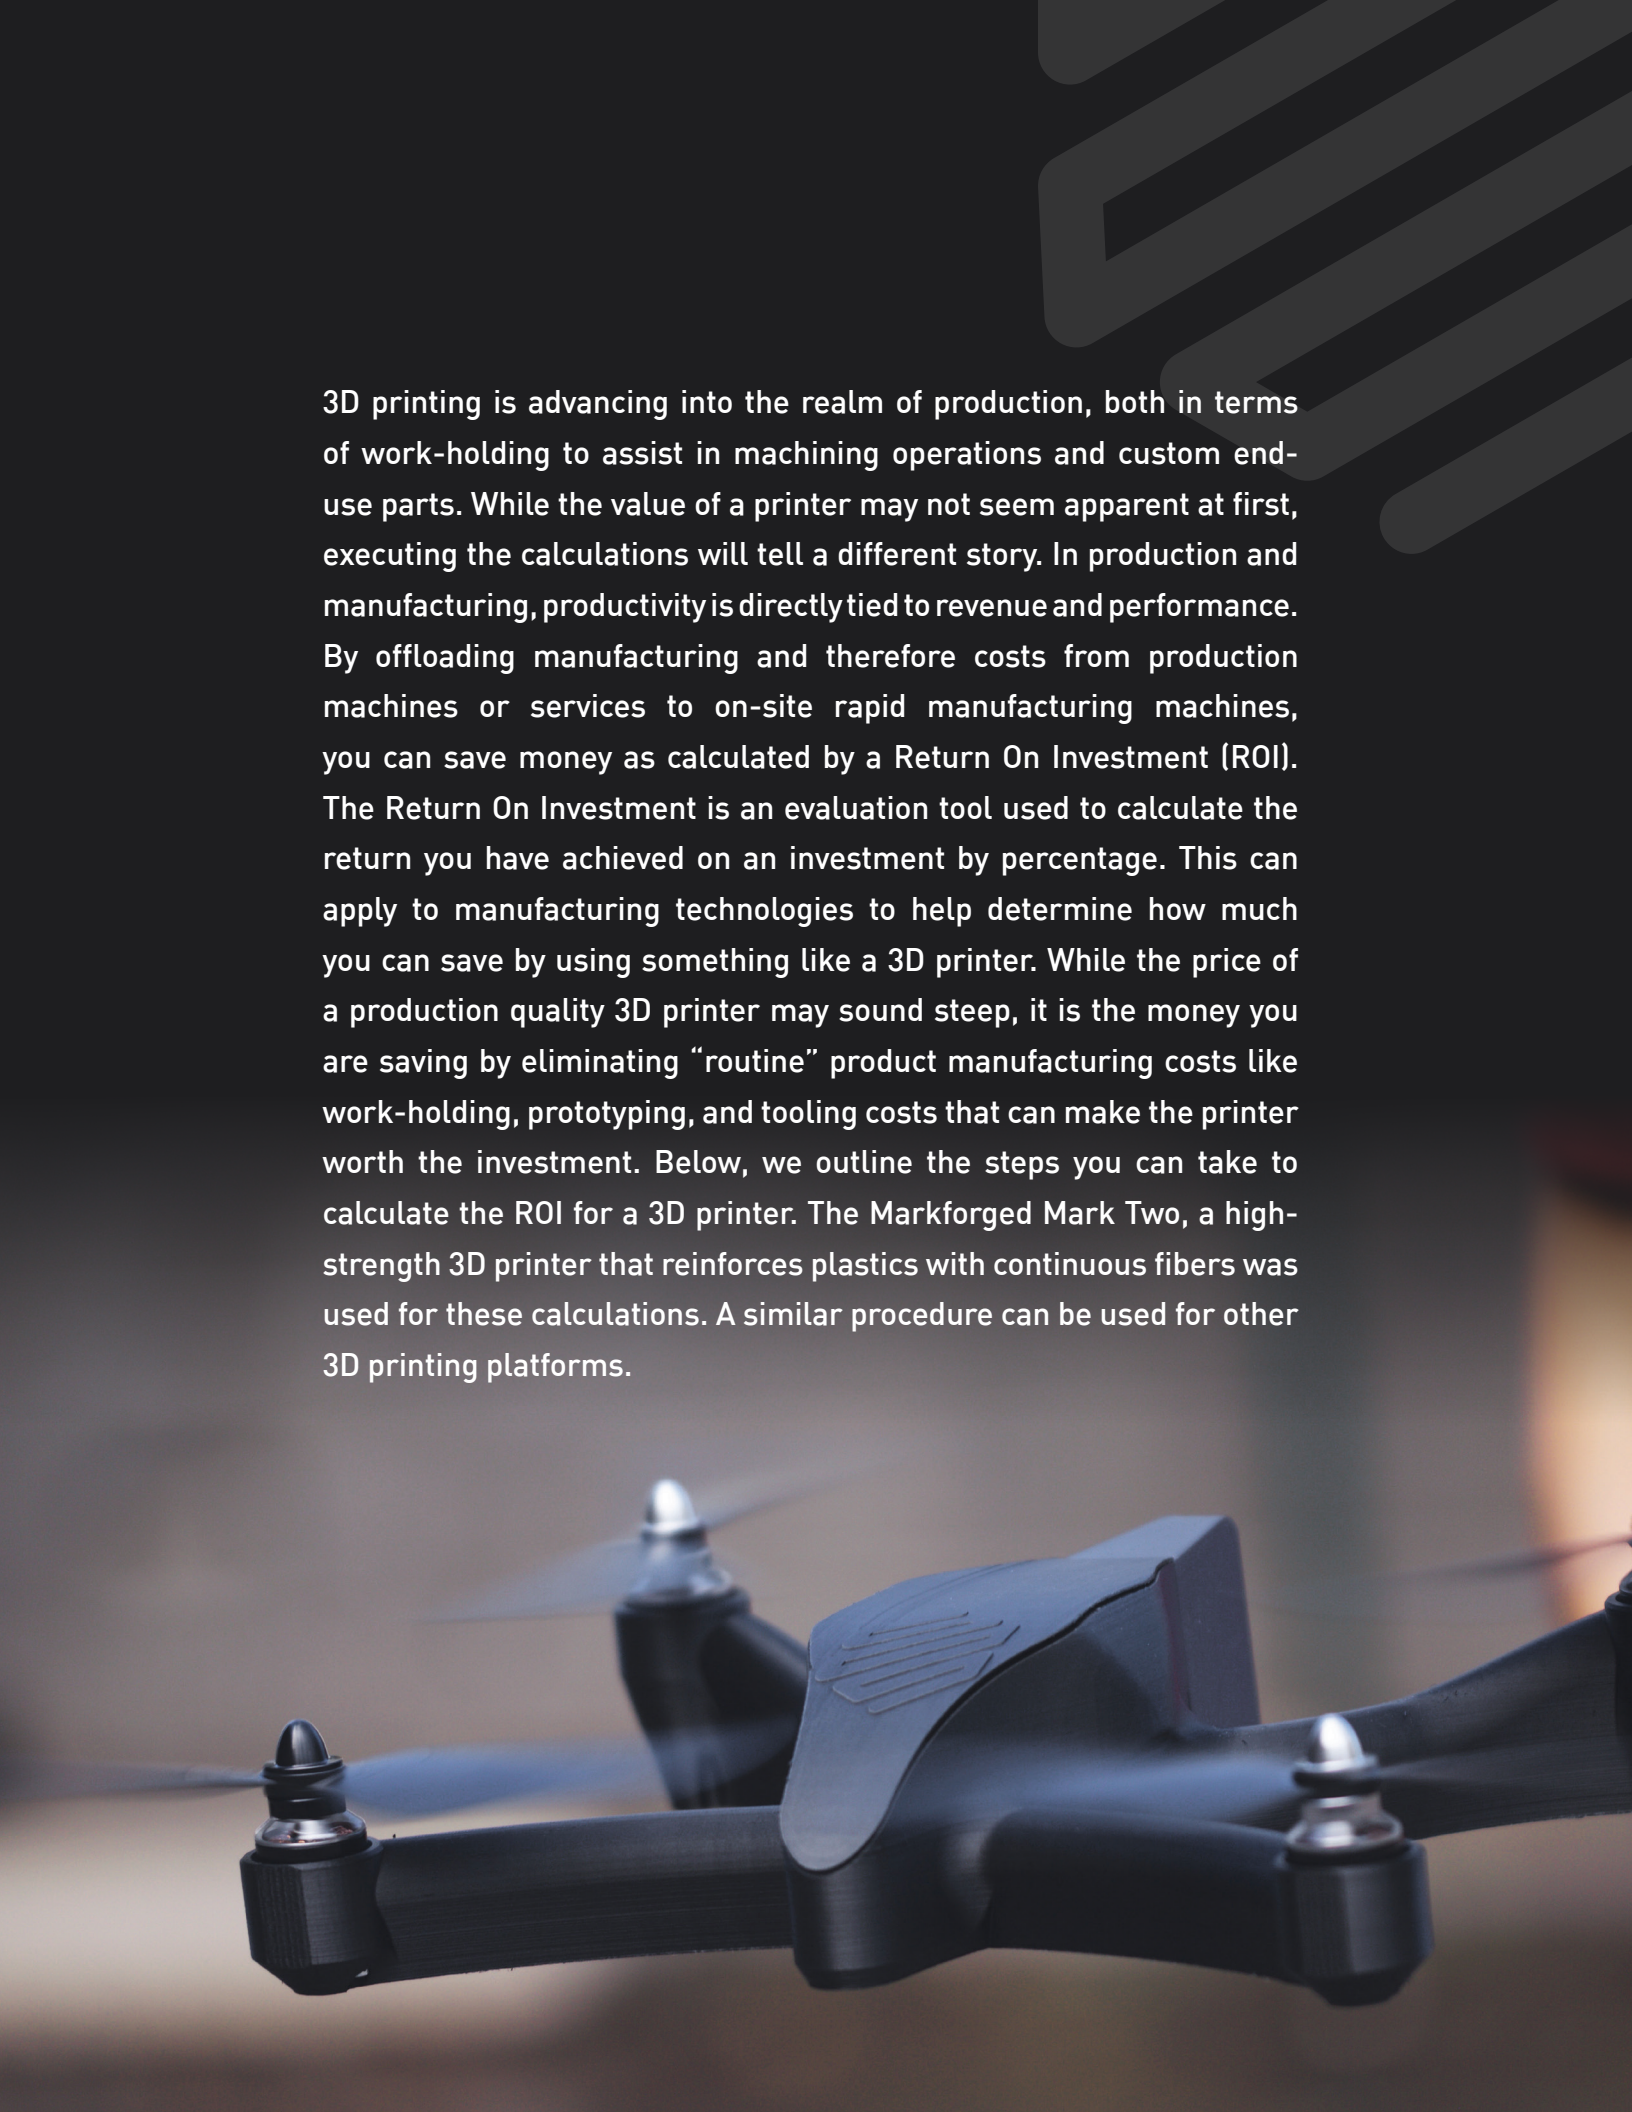 3D printing is advancing into the realm of production, both in terms
of work-holding to assist in machining operations and custom end-
use parts. While the value of a printer may not seem apparent at first,
executing the calculations will tell a different story. In production and
manufacturing, productivity is directly tied to revenue and performance.
By offloading manufacturing and therefore costs from production
machines or services to on-site rapid manufacturing machines,
you can save money as calculated by a Return On Investment (ROI).
The Return On Investment is an evaluation tool used to calculate the
return you have achieved on an investment by percentage. This can
apply to manufacturing technologies to help determine how much
you can save by using something like a 3D printer. While the price of
a production quality 3D printer may sound steep, it is the money you
are saving by eliminating “routine” product manufacturing costs like
work-holding, prototyping, and tooling costs that can make the printer
worth the investment. Below, we outline the steps you can take to
calculate the ROI for a 3D printer. The Markforged Mark Two, a high-
strength 3D printer that reinforces plastics with continuous fibers was
used for these calculations. A similar procedure can be used for other
3D printing platforms.